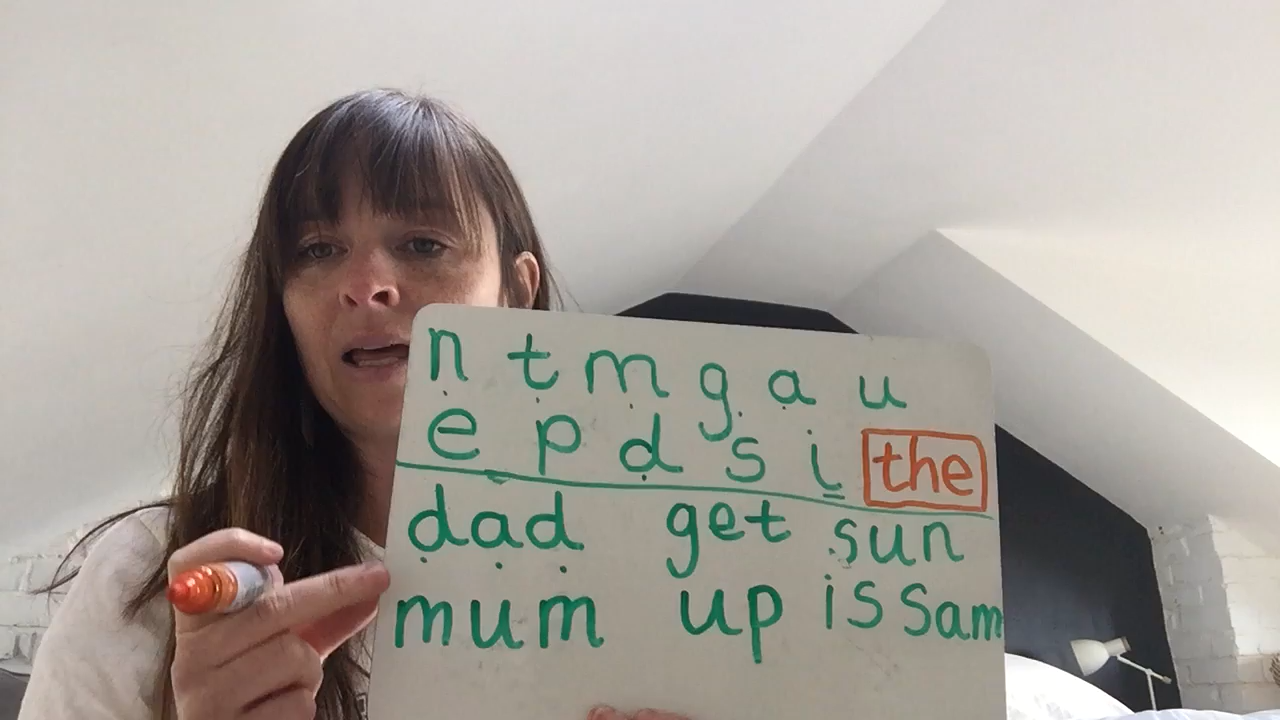 n t m g a u
e p d s i the
dad get sun
mum up is Sam